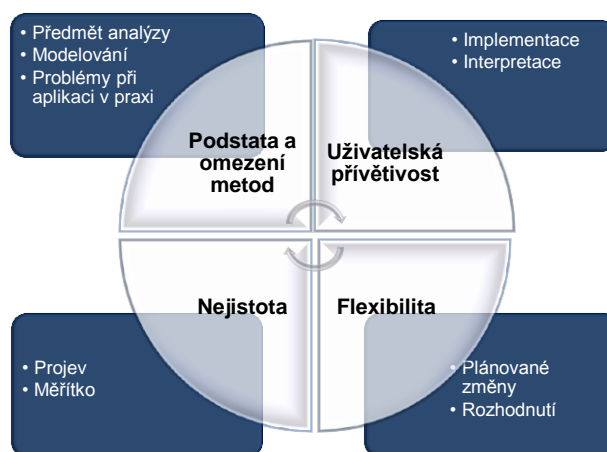 • Předmět analýzy
• Modelování
• Problémy při
aplikaci v praxi
• Implementace
• Interpretace
Podstata a
omezení
metod
Uživatelská
přívětivost
Nejistota
Flexibilita
• Projev
• Měřítko
• Plánované
změny
• Rozhodnutí